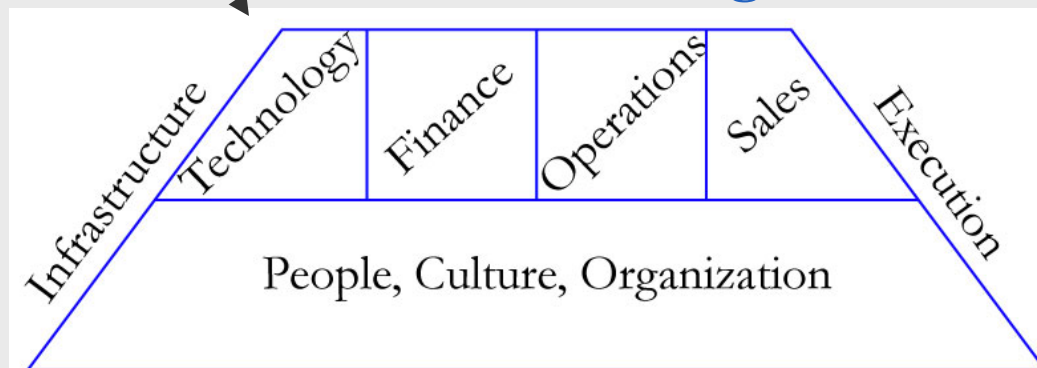 Infrastructure
Technology
Finance
Operations
Sales
Execution
People, Culture, Organization